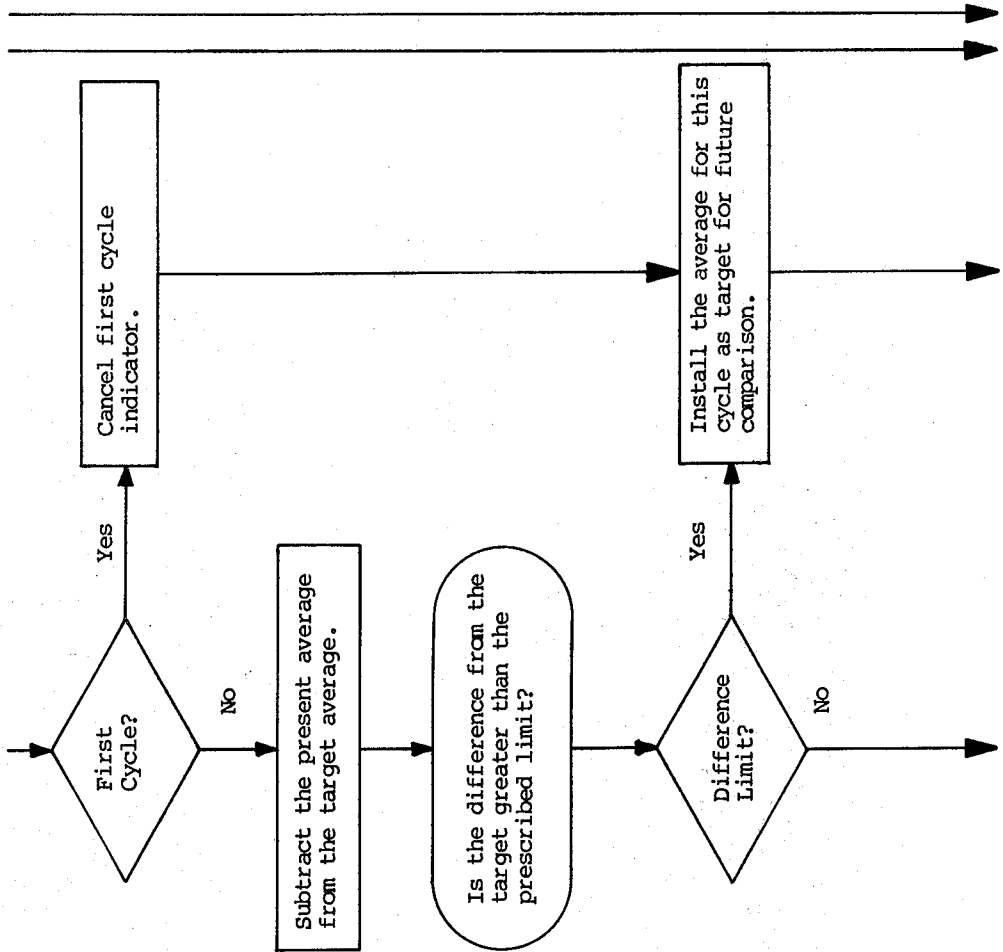 First
Cycle?
Yes
Cancel first cycle
indicator.
No
Subtract the present average
from the target average.
Is the difference from the
target greater than the
prescribed limit?
Difference
Limit?
Yes
Install the average for this
cycle as target for future
comparison.
No